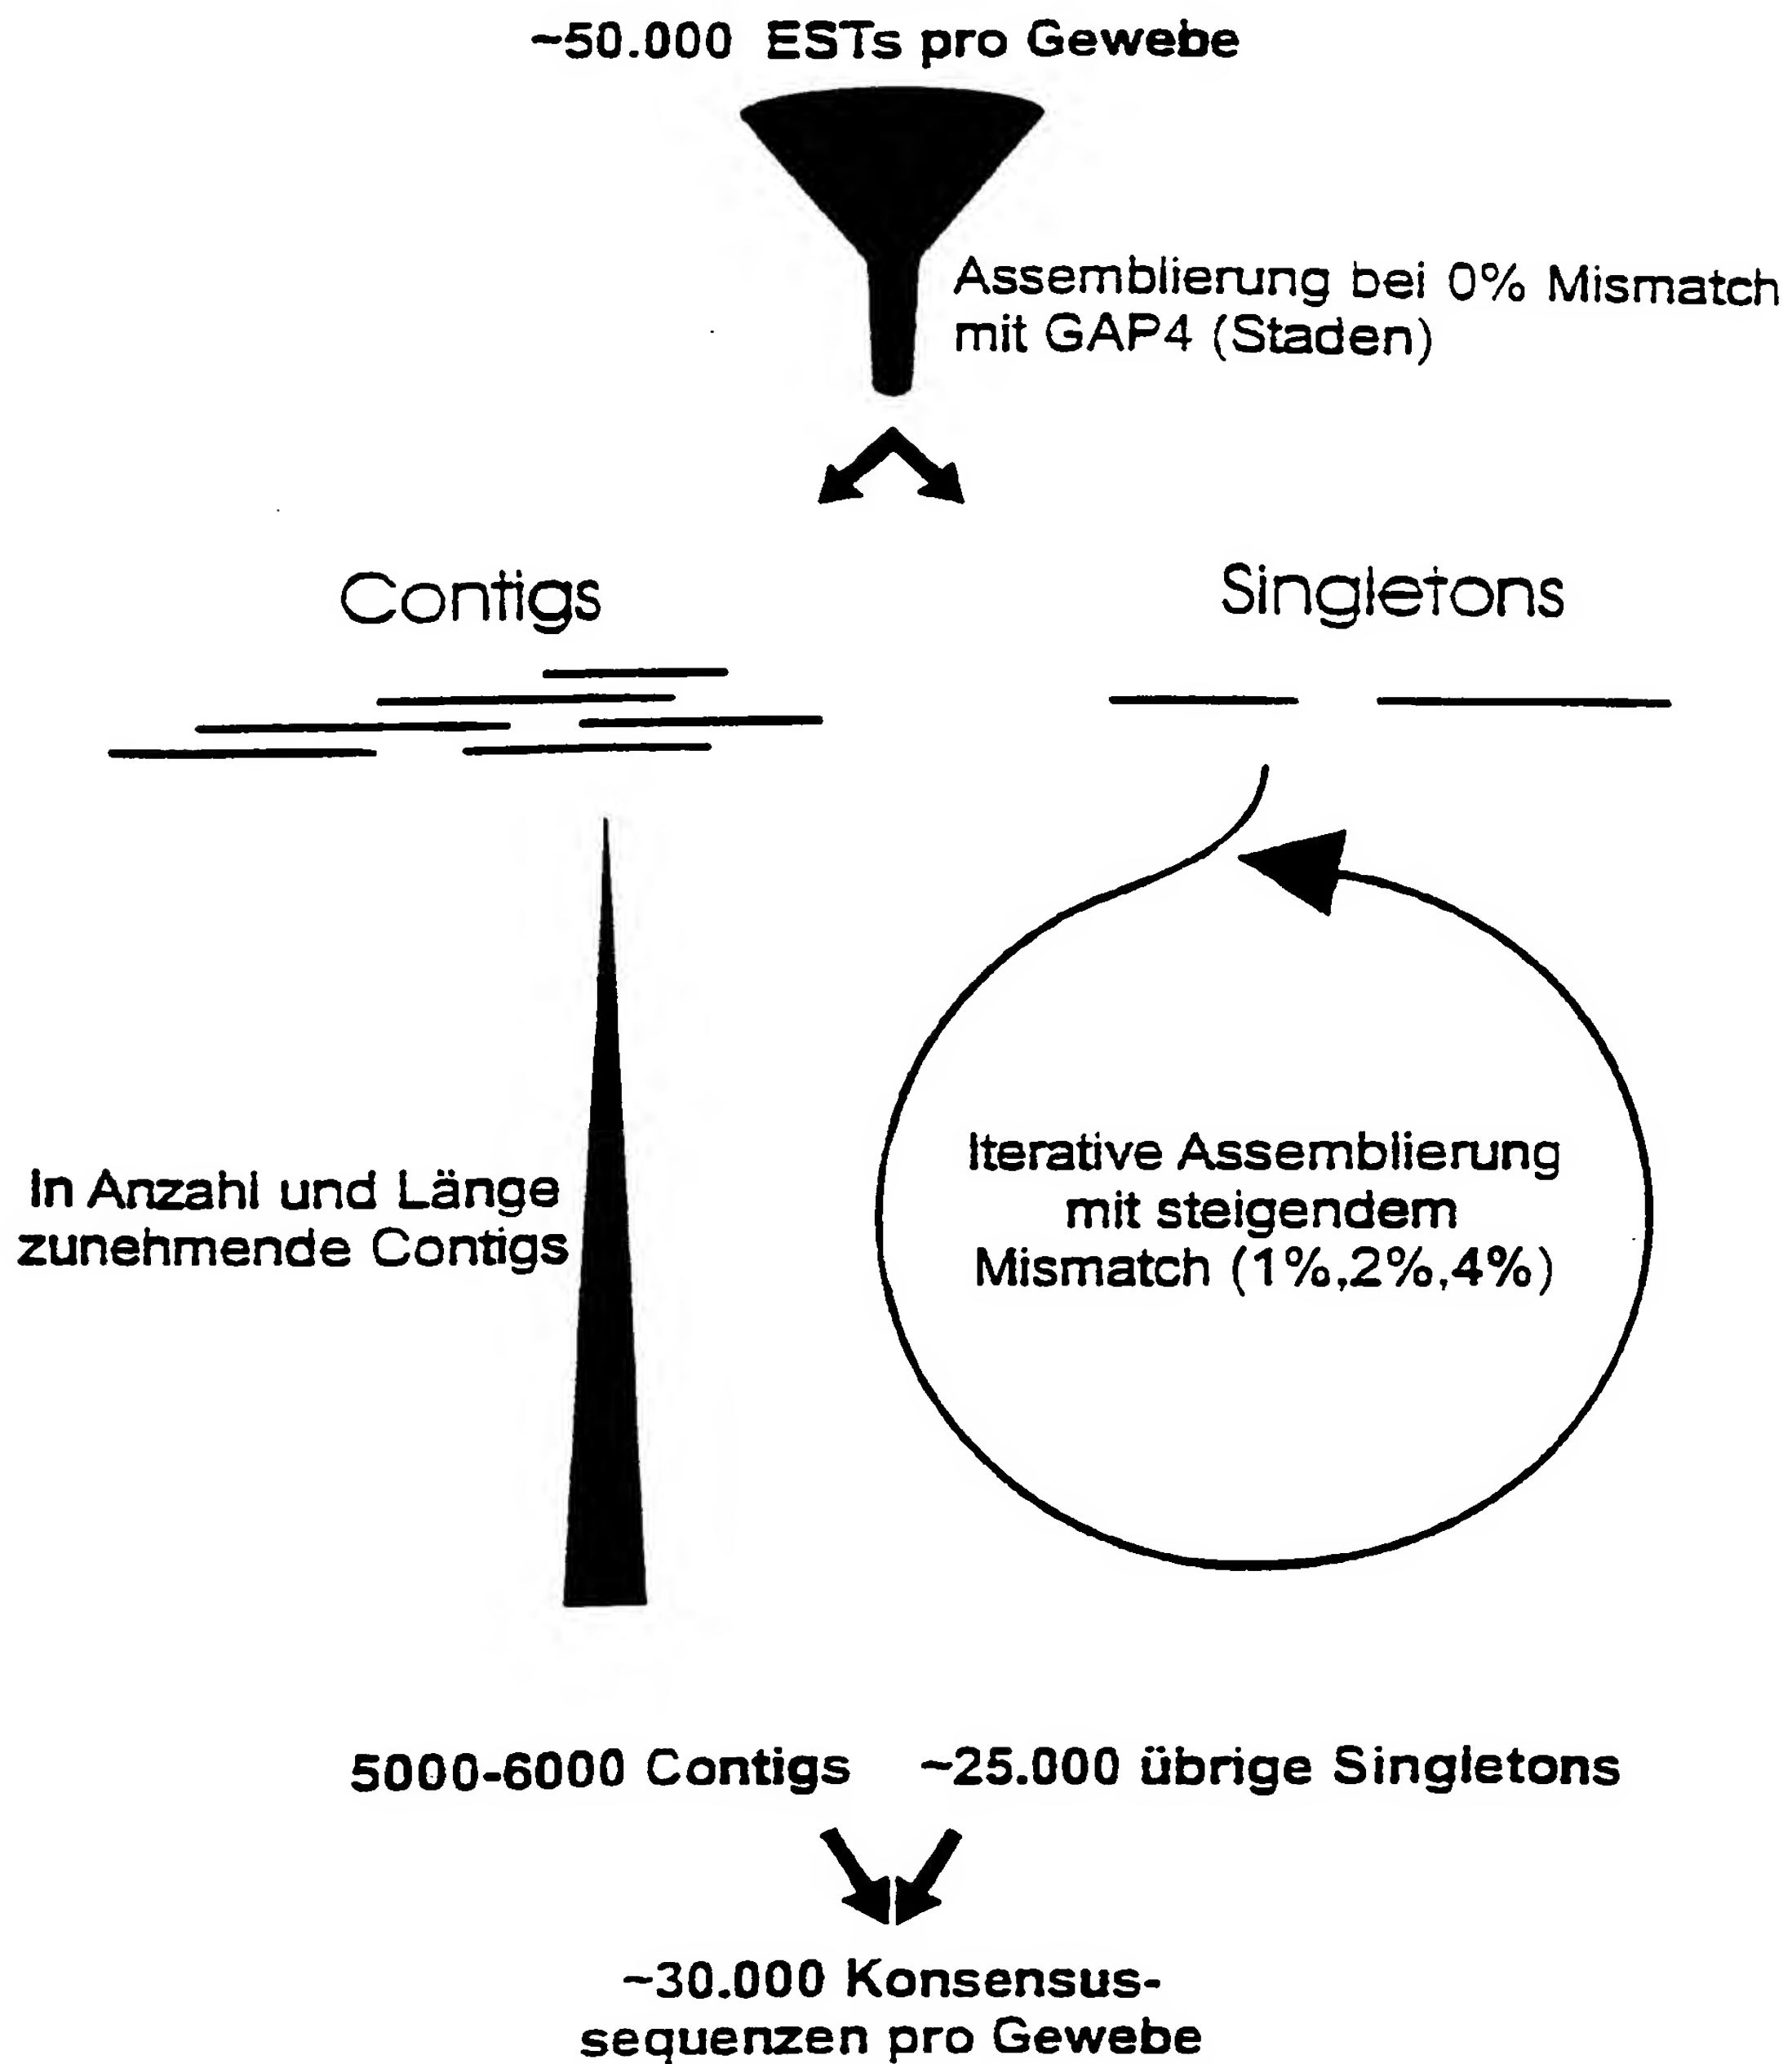 ~50.000 ESTs pro Gewebe
Assemblierung bei 0% Mismatch
mit GAP4 (Staden)
Contigs
Singletons
In Anzahl und Länge
zunehmende Contigs
Iterative Assemblierung
mit steigendem
Mismatch (1%,2%,4%)
5000-6000 Contigs
~25.000 übrige Singletons
~30.000 Konsensus-
sequenzen pro Gewebe